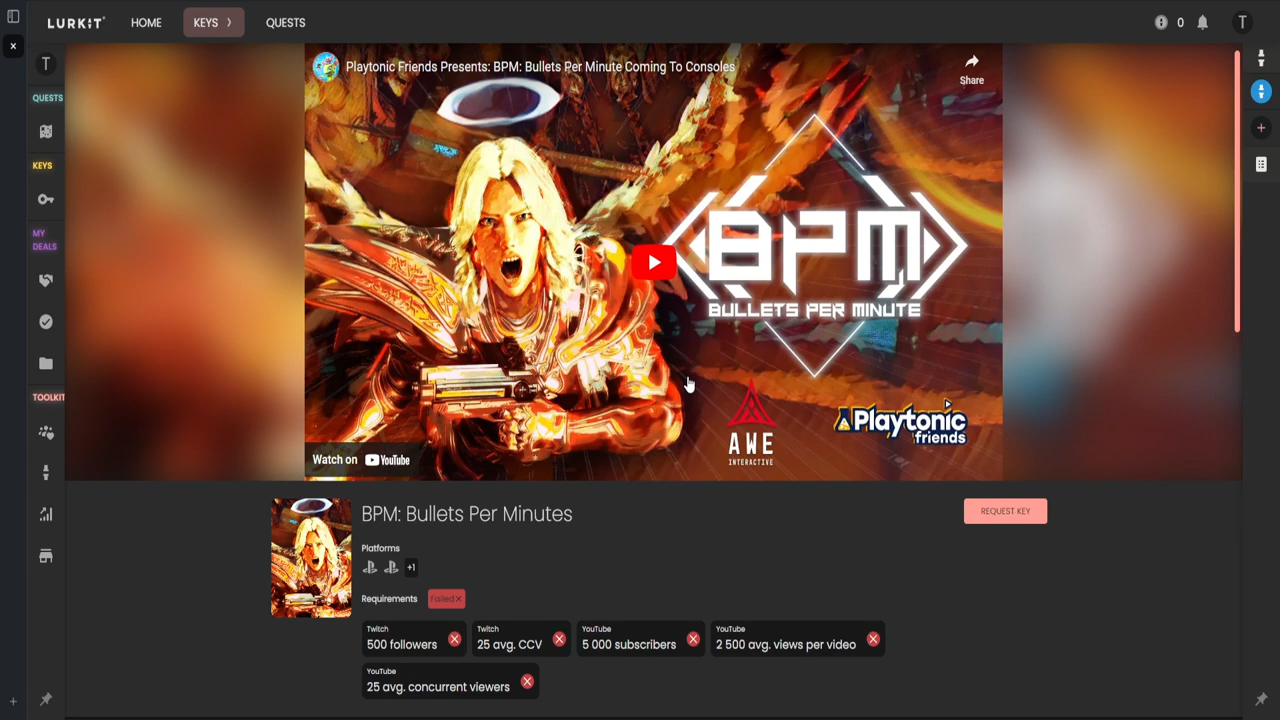 LURKIT
HOME
KEYS
QUESTS
0
T
x
T
QUESTS
KEYS
MY
DEALS
TOOLKIT
Playtonic Friends Presents: BPM: Bullets Per Minute Coming To Consoles
Share
BPM
BULLETS PER MINUTE
AWE
INTERACTIVE
Playtonic
friends
Watch on YouTube
BPM: Bullets Per Minutes
REQUEST KEY
Platforms
+1
Requirements
Failed
Twitch
500 followers
Twitch
25 avg. CCV
YouTube
5 000 subscribers
YouTube
2 500 avg. views per video
YouTube
25 avg. concurrent viewers